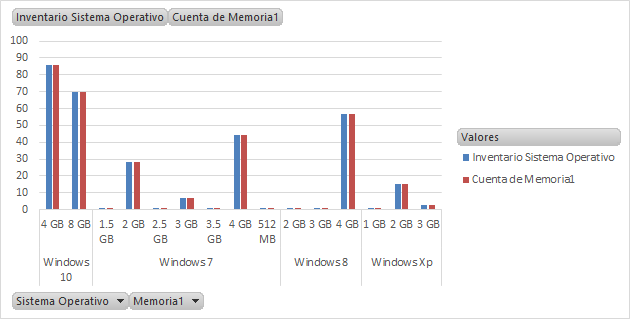 Inventario Sistema Operativo Cuenta de Memoria1
100
90
80
70
60
50
40
30
20
10
0
4 GB 8 GB 1.5 GB 2 GB 2.5 GB 3 GB 3.5 GB 4 GB 512 MB 2 GB 3 GB 4 GB 1 GB 2 GB 3 GB
Windows 10 Windows 7 Windows 8 Windows Xp
Valores
Inventario Sistema Operativo
Cuenta de Memoria1
Sistema Operativo Memoria1